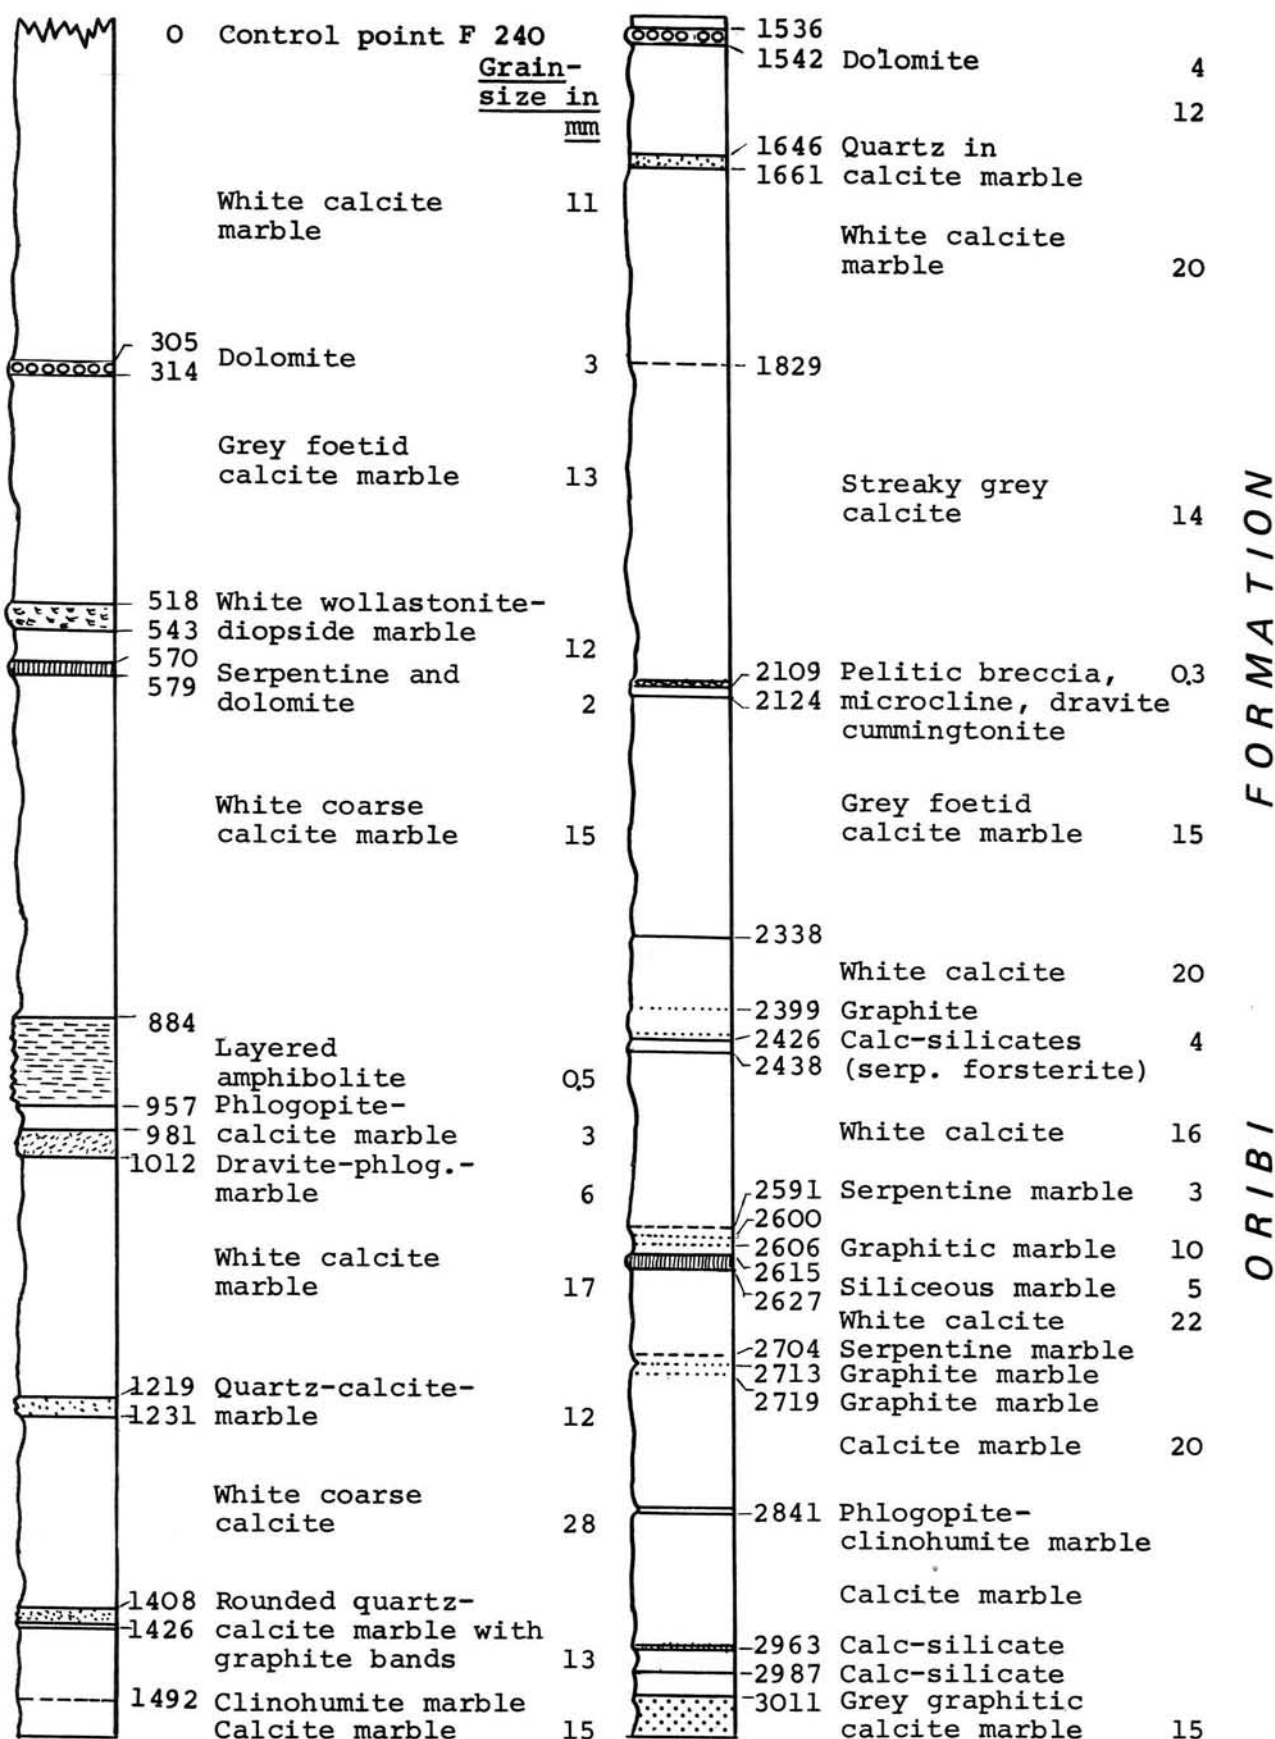 0 Control point F 240
Grain-
size in
mm
White calcite 11
marble
305
314 Dolomite 3
Grey foetid
calcite marble 13
518 White wollastonite-
543 diopside marble
12
570
579 Serpentine and
dolomite 2
White coarse
calcite marble 15
884
Layered
amphibolite 0,5
957 Phlogopite-
981 calcite marble 3
1012 Dravite-phlog.-
marble 6
White calcite
marble 17
1219 Quartz-calcite-
1231 marble 12
White coarse
calcite 28
1408 Rounded quartz-
1426 calcite marble with
graphite bands 13
1492 Clinohumite marble
Calcite marble 15
1536
1542 Dolomite 4
12
1646 Quartz in
1661 calcite marble
White calcite
marble 20
1829
Streaky grey
calcite 14
2109 Pelitic breccia, 0,3
2124 microcline, dravite
cummingtonite
Grey foetid
calcite marble 15
2338
White calcite 20
2399 Graphite
2426 Calc-silicates 4
2438 (serp. forsterite)
White calcite 16
2591 Serpentine marble 3
2600
2606 Graphitic marble 10
2615
2627 Siliceous marble 5
White calcite 22
2704 Serpentine marble
2713 Graphite marble
2719 Graphite marble
Calcite marble 20
2841 Phlogopite-
clinohumite marble
Calcite marble
2963 Calc-silicate
2987 Calc-silicate
3011 Grey graphitic
calcite marble 15
ORIBI FORMATION